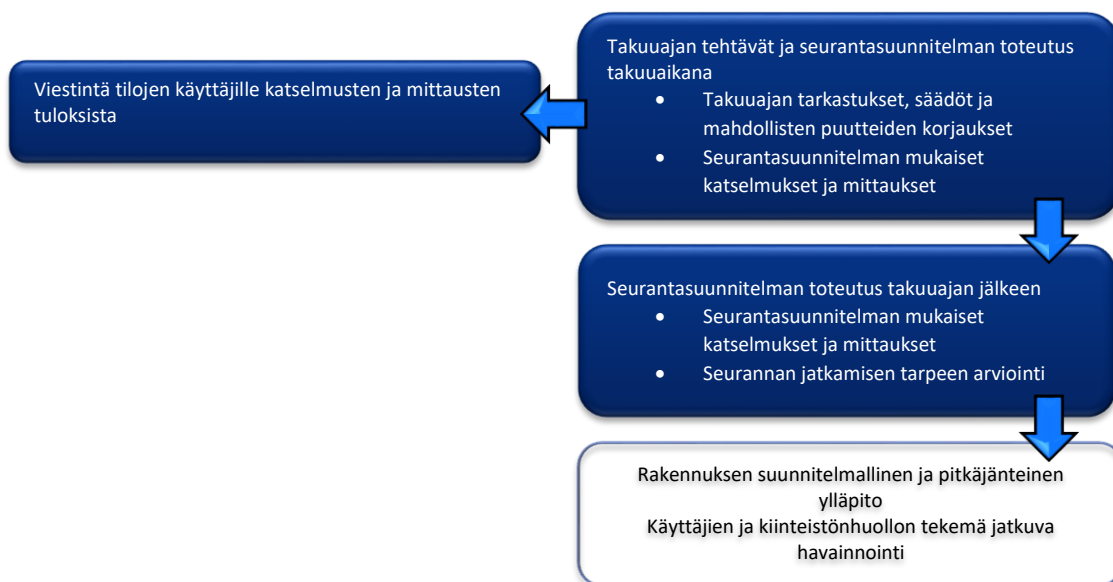 Viestintä tilojen käyttäjille katselmusten ja mittausten
tuloksista
Takuuajan tehtävät ja seurantasuunnitelman toteutus
takuuaikana
• Takuuajan tarkastukset, säädöt ja
mahdollisten puutteiden korjaukset
• Seurantasuunnitelman mukaiset
katselmukset ja mittaukset
Seurantasuunnitelman toteutus takuuajan jälkeen
• Seurantasuunnitelman mukaiset
katselmukset ja mittaukset
• Seurannan jatkamisen tarpeen arviointi
Rakennuksen suunnitelmallinen ja pitkäjänteinen
ylläpito
Käyttäjien ja kiinteistönhuollon tekemä jatkuva
havainnointi